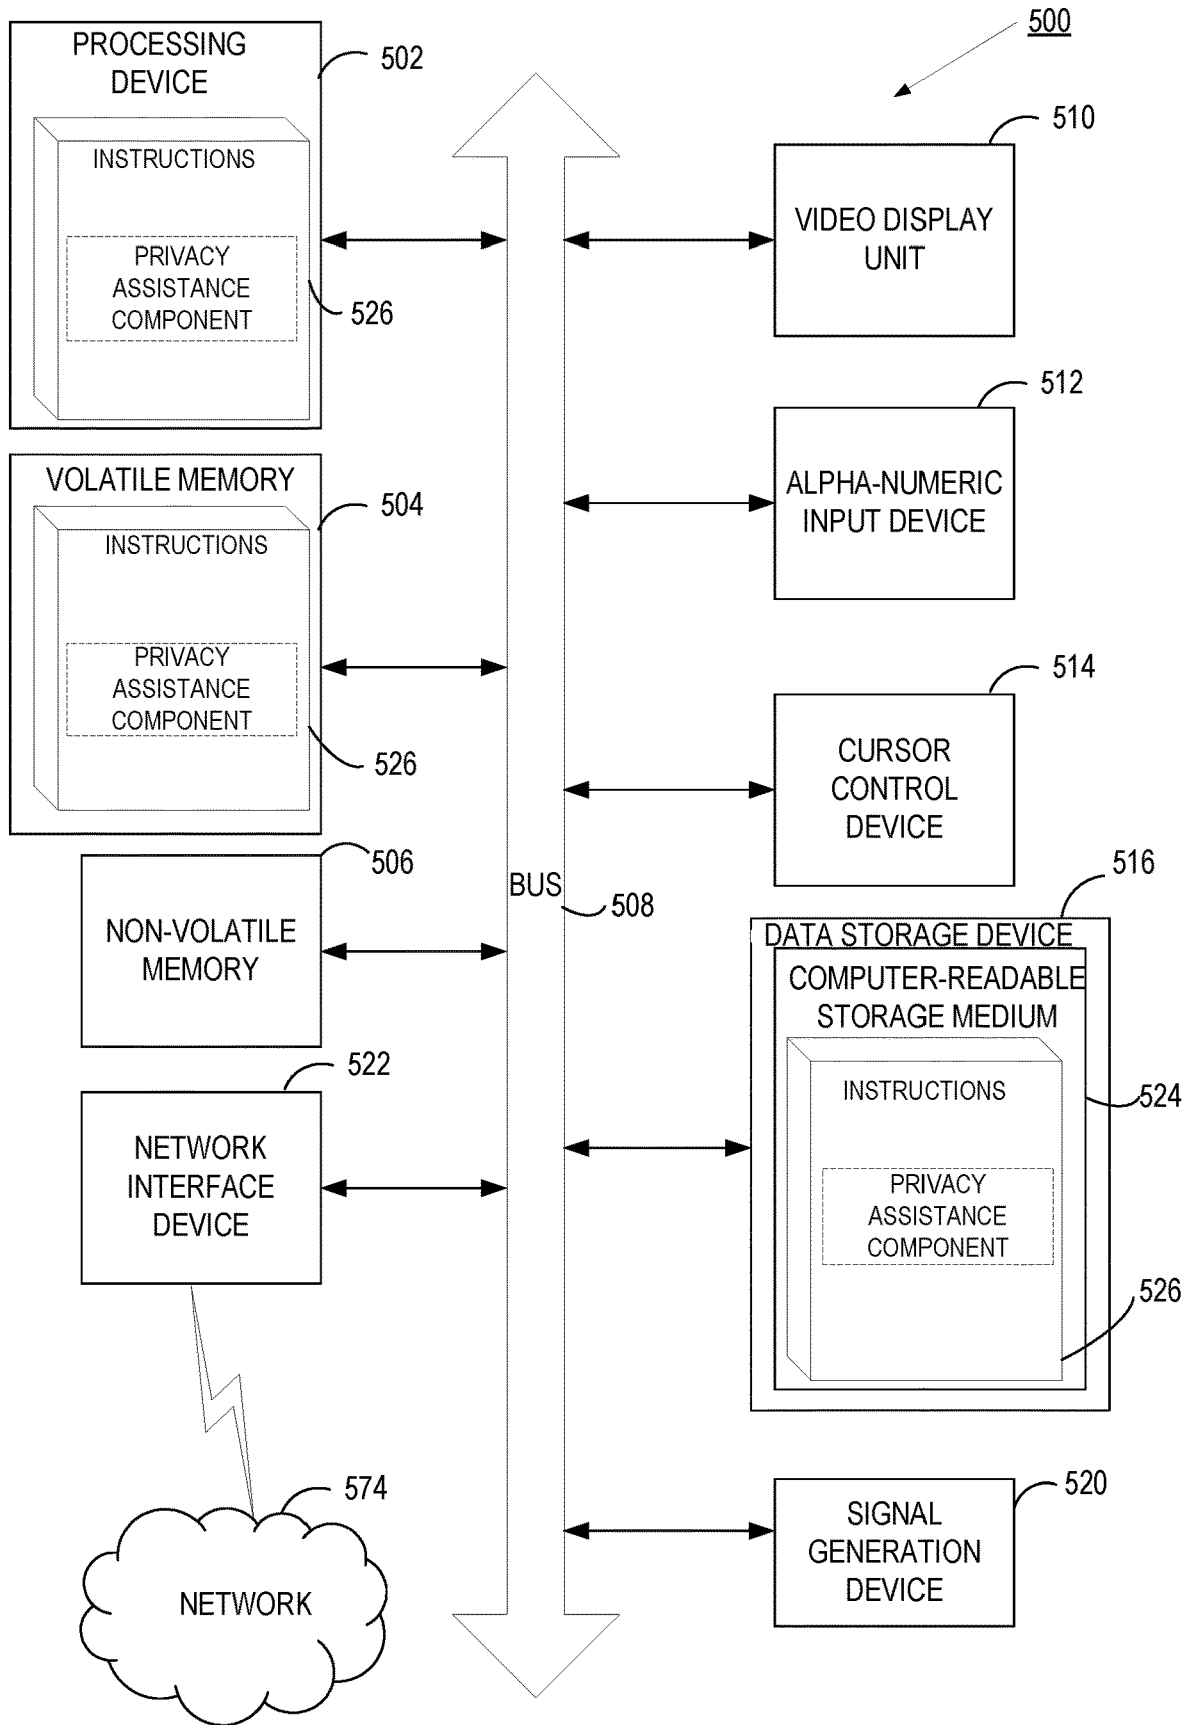 500
PROCESSING
DEVICE
502
INSTRUCTIONS
PRIVACY
ASSISTANCE
COMPONENT
526
VOLATILE MEMORY
504
INSTRUCTIONS
PRIVACY
ASSISTANCE
COMPONENT
526
506
NON-VOLATILE
MEMORY
522
NETWORK
INTERFACE
DEVICE
574
NETWORK
BUS
508
510
VIDEO DISPLAY
UNIT
512
ALPHA-NUMERIC
INPUT DEVICE
514
CURSOR
CONTROL
DEVICE
516
DATA STORAGE DEVICE
COMPUTER-READABLE
STORAGE MEDIUM
INSTRUCTIONS
524
PRIVACY
ASSISTANCE
COMPONENT
526
520
SIGNAL
GENERATION
DEVICE